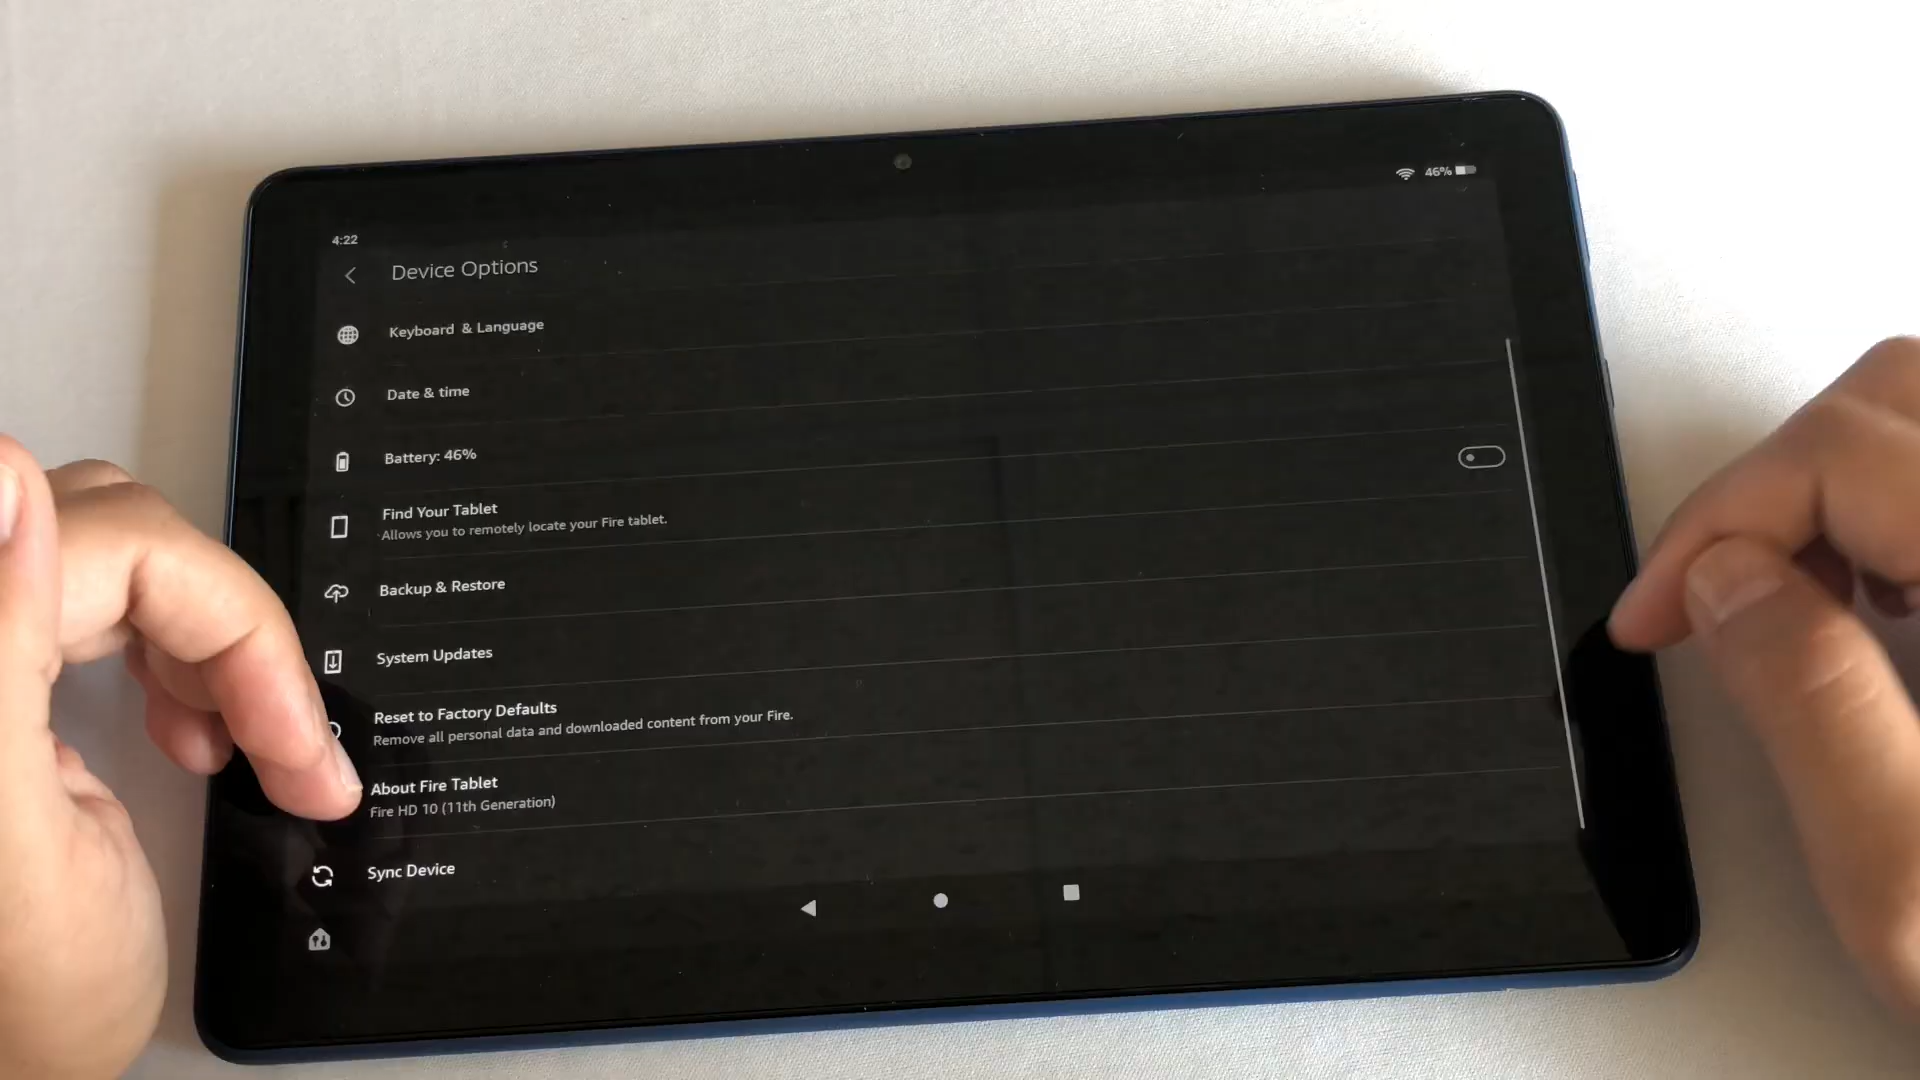 46%
4:22
Device Options
Keyboard & Language
Date & time
Battery: 46%
Find Your Tablet
Allows you to remotely locate your Fire tablet.
Backup & Restore
System Updates
Reset to Factory Defaults
Remove all personal data and downloaded content from your Fire.
About Fire Tablet
Fire HD 10 (11th Generation)
Sync Device